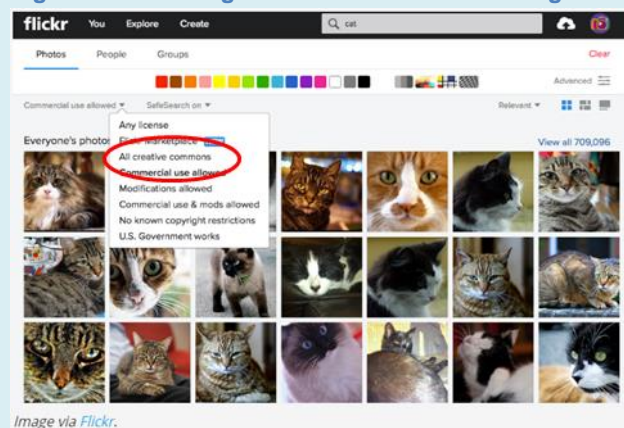 flickr You Explore Create cat
Photos People Groups Clear
Advanced
Commercial use allowed SafeSearch on Relevant
Any license
Everyone's photos View all 709,096
All creative commons
Commercial use allowed
Modifications allowed
Commercial use & mods allowed
No known copyright restrictions
U.S. Government works
Image via Flickr.